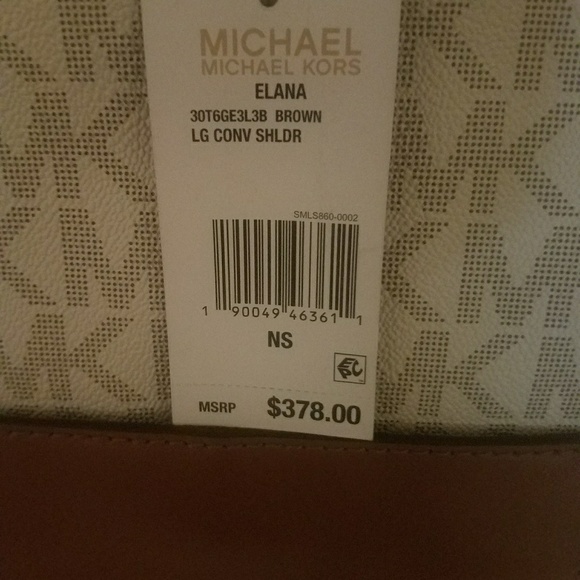 MICHAEL
MICHAEL KORS
ELANA
30T6GE3L3B BROWN
LG CONV SHLDR
SMLS860-0002
1 90049 46361 1
NS
MSRP $378.00